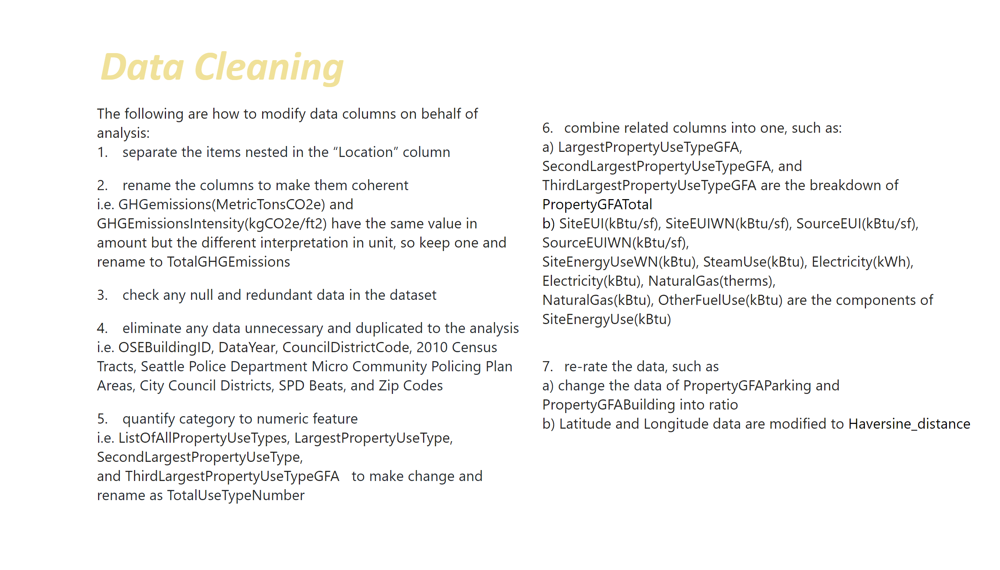 Data Cleaning
The following are how to modify data columns on behalf of
analysis:
1. separate the items nested in the “Location” column
2. rename the columns to make them coherent
i.e. GHGemissions(MetricTonsCO2e) and
GHGEmissionsIntensity(kgCO2e/ft2) have the same value in
amount but the different interpretation in unit, so keep one and
rename to TotalGHGEmissions
3. check any null and redundant data in the dataset
4. eliminate any data unnecessary and duplicated to the analysis
i.e. OSEBuildingID, DataYear, CouncilDistrictCode, 2010 Census
Tracts, Seattle Police Department Micro Community Policing Plan
Areas, City Council Districts, SPD Beats, and Zip Codes
5. quantify category to numeric feature
i.e. ListOfAllPropertyUseTypes, LargestPropertyUseType,
SecondLargestPropertyUseType,
and ThirdLargestPropertyUseTypeGFA to make change and
rename as TotalUseTypeNumber
6. combine related columns into one, such as:
a) LargestPropertyUseTypeGFA,
SecondLargestPropertyUseTypeGFA, and
ThirdLargestPropertyUseTypeGFA are the breakdown of
PropertyGFATotal
b) SiteEUI(kBtu/sf), SiteEUIWN(kBtu/sf), SourceEUI(kBtu/sf),
SourceEUIWN(kBtu/sf),
SiteEnergyUseWN(kBtu), SteamUse(kBtu), Electricity(kWh),
Electricity(kBtu), NaturalGas(therms),
NaturalGas(kBtu), OtherFuelUse(kBtu) are the components of
SiteEnergyUse(kBtu)
7. re-rate the data, such as
a) change the data of PropertyGFAParking and
PropertyGFABuilding into ratio
b) Latitude and Longitude data are modified to Haversine_distance